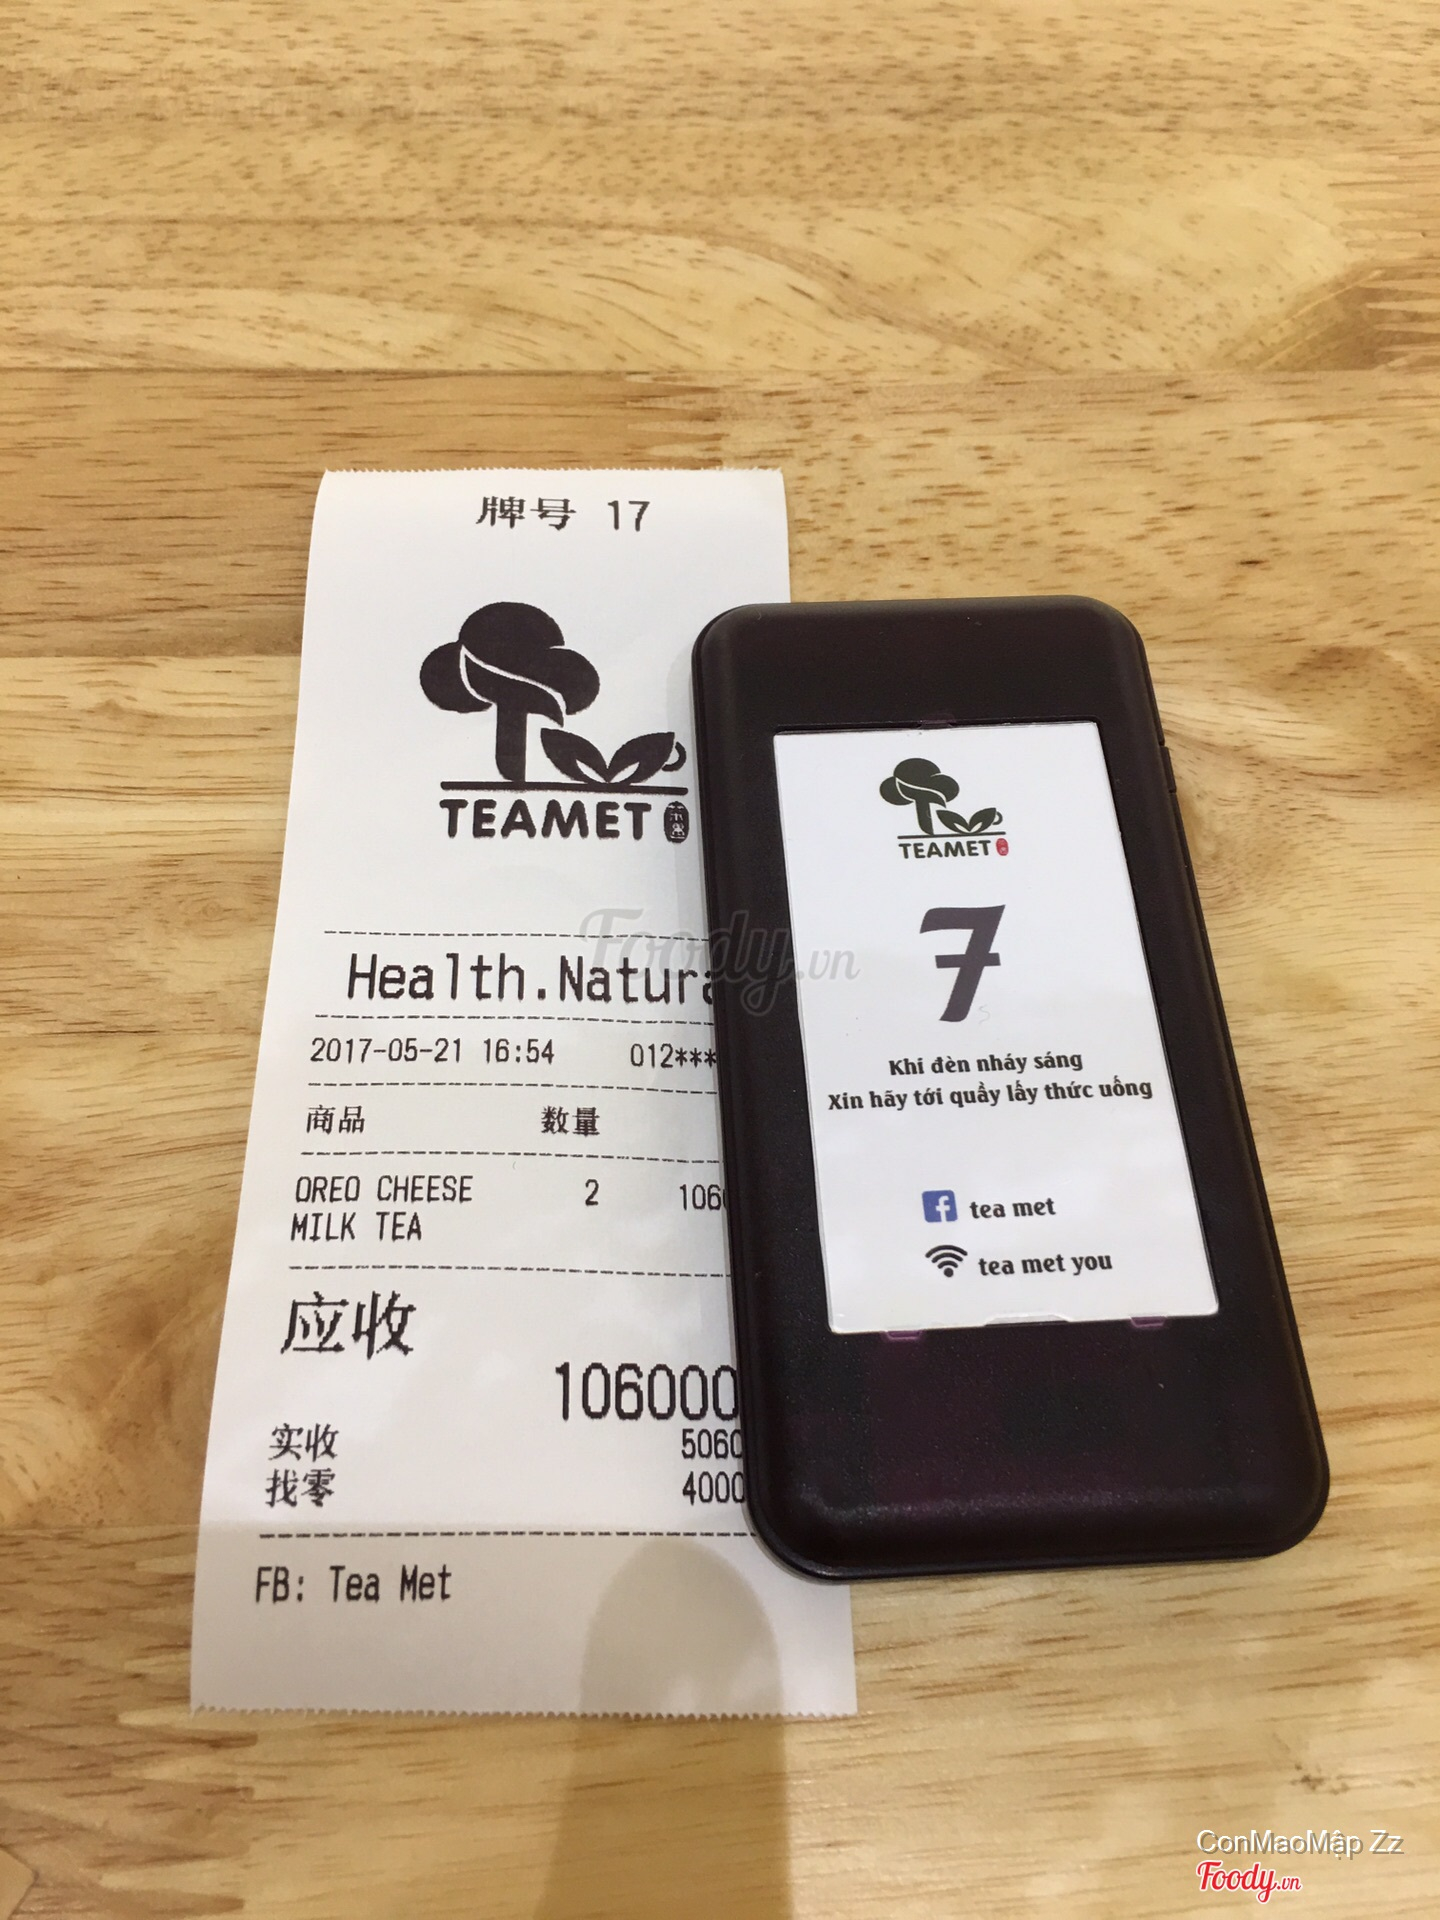 牌号 17
TEAMET
Health.Natura
2017-05-21 16:54 012***
商品 数量
OREO CHEESE 2 106
MILK TEA
应收
106000
实收 5060
找零 4000
FB: Tea Met
TEAMET
7
Khi đèn nháy sáng
Xin hãy tới quầy lấy thức uống
tea met
tea met you
Foody.vn
ConMaoMập Zz
Foody.vn